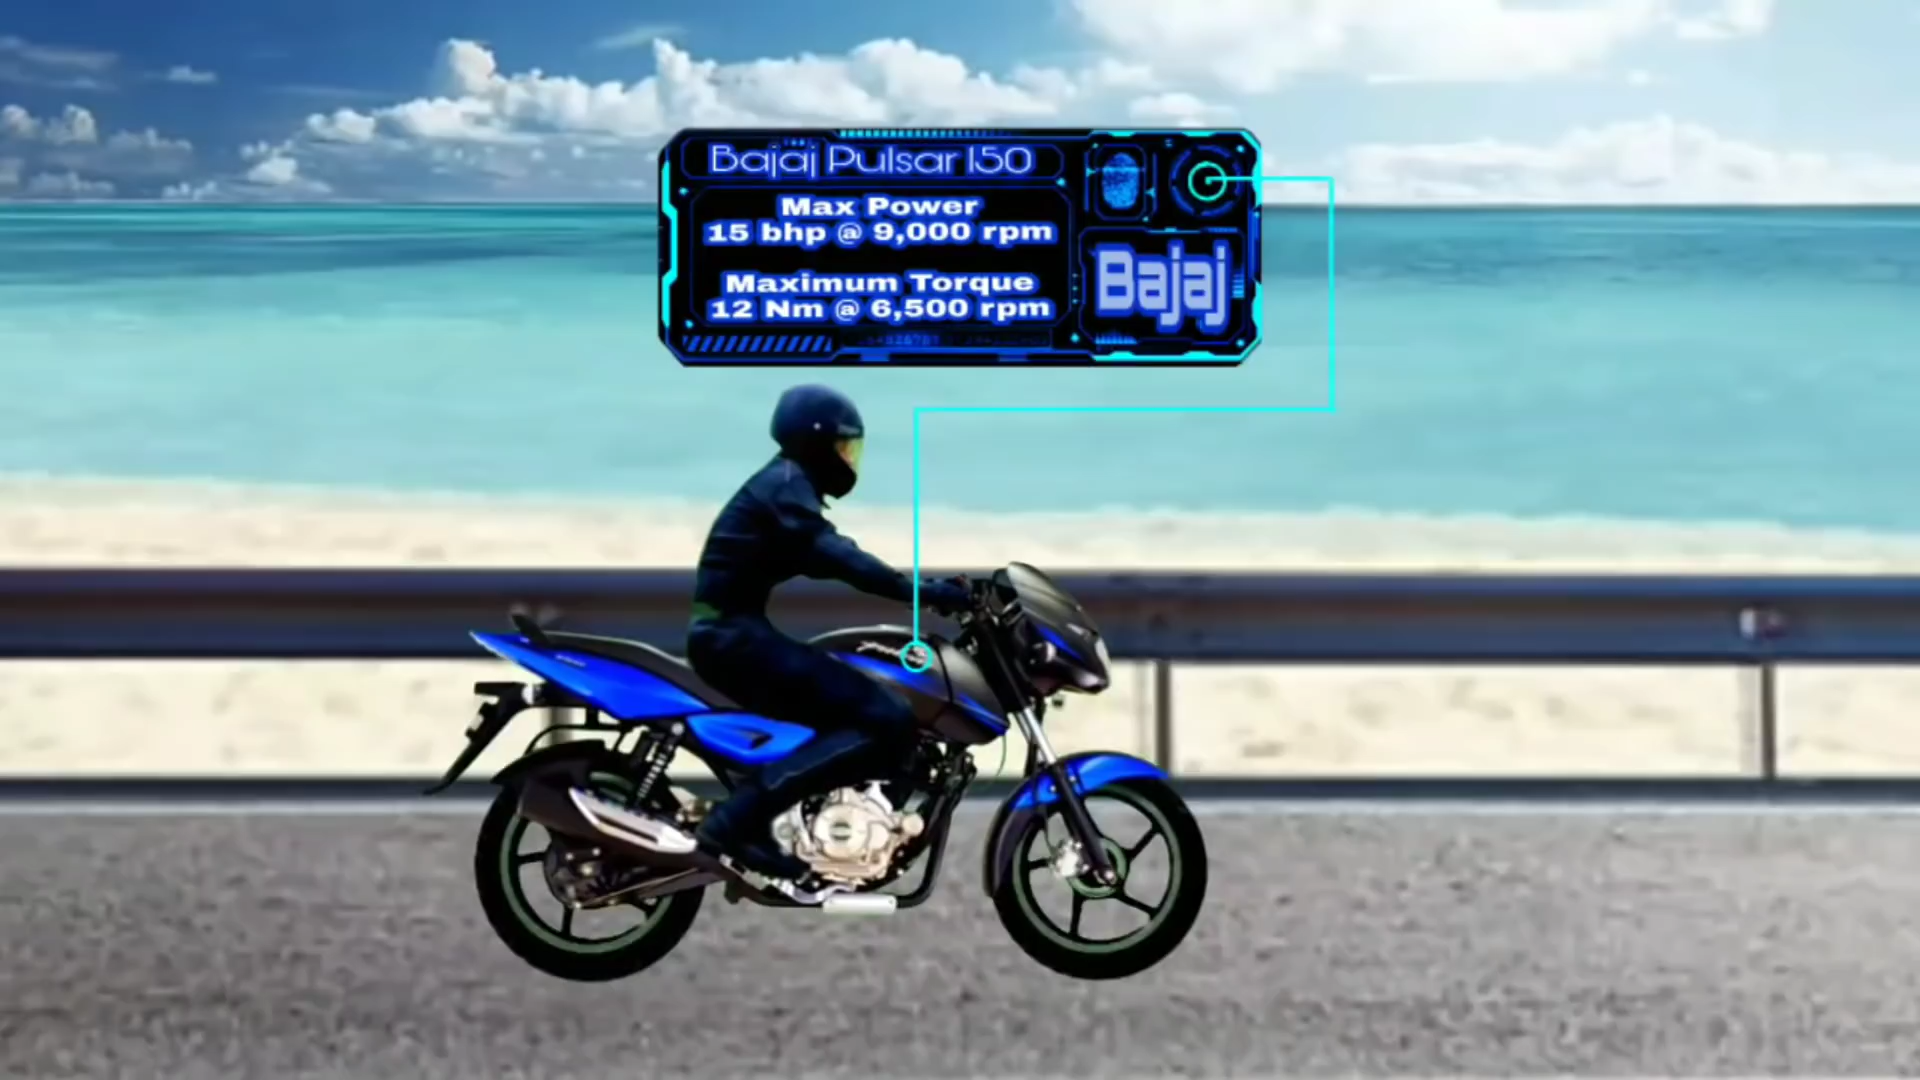 Bajaj Pulsar 150
Max Power
15 bhp @ 9,000 rpm
Maximum Torque
12 Nm @ 6,500 rpm
Bajaj